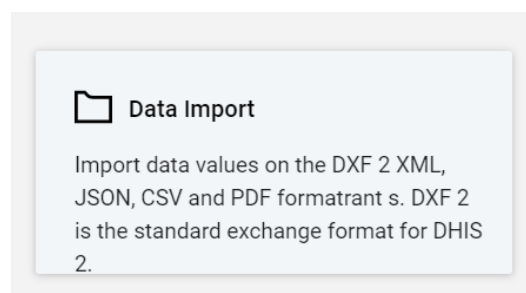 Data Import
Import data values on the DXF 2 XML,
JSON, CSV and PDF formatrant s. DXF 2
is the standard exchange format for DHIS
2.